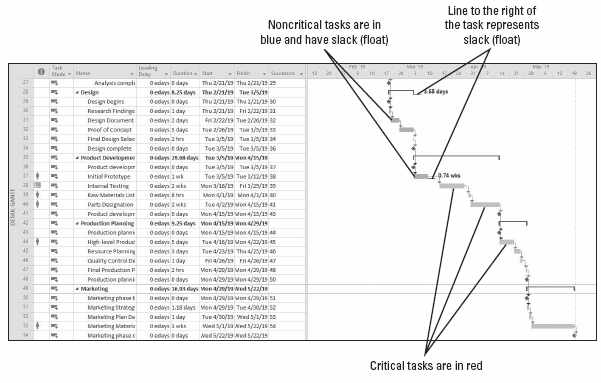 Noncritical tasks are in
blue and have slack (float)
Line to the right of
the task represents
slack (float)
Task Mode Name Leveling Delay Duration Start Finish Successors
27 Analysis compl 0 edays 0 days Thu 2/21/19 Thu 2/21/19 29
28 Design 0 edays 8.25 days Thu 2/21/19 Tue 3/5/19
29 Design begins 0 edays 0 days Thu 2/21/19 Thu 2/21/19 30
30 Research Findings 0 edays 1 day Thu 2/21/19 Fri 2/22/19 31
31 Design Document 0 edays 2 days Fri 2/22/19 Tue 2/26/19 32
32 Proof of Concept 0 edays 5 days Tue 2/26/19 Tue 3/5/19 33
33 Final Design Selec 0 edays 2 hrs Tue 3/5/19 Tue 3/5/19 34
34 Design complete 0 edays 0 days Tue 3/5/19 Tue 3/5/19 36
35 Product Developmer 0 edays 29.88 days Tue 3/5/19 Mon 4/15/19
36 Product developm 0 edays 0 days Tue 3/5/19 Tue 3/5/19 37
37 Initial Prototype 0 edays 1 wk Tue 3/5/19 Tue 3/12/19 38
38 Internal Testing 0 edays 2 wks Mon 3/18/19 Fri 3/29/19 39
39 Raw Materials List 0 edays 8 hrs Mon 4/1/19 Mon 4/1/19 40
40 Parts Designation 0 edays 2 wks Tue 4/2/19 Mon 4/15/19 41
41 Product developm 0 edays 0 days Mon 4/15/19 Mon 4/15/19 43
42 Production Planning 0 edays 9.25 days Mon 4/15/19 Mon 4/29/19
43 Production planni 0 edays 0 days Mon 4/15/19 Mon 4/15/19 44
44 High-level Produc 0 edays 5 days Tue 4/16/19 Mon 4/22/19 45
45 Resource Planning 0 edays 3 days Tue 4/23/19 Thu 4/25/19 46
46 Quality Control De 0 edays 1 day Fri 4/26/19 Fri 4/26/19 47
47 Final Production P 0 edays 2 hrs Mon 4/29/19 Mon 4/29/19 48
48 Production planni 0 edays 0 days Mon 4/29/19 Mon 4/29/19 50
49 Marketing 0 edays 16.93 days Mon 4/29/19 Wed 5/22/19
50 Marketing phase b 0 edays 0 days Mon 4/29/19 Mon 4/29/19 51
51 Marketing Strateg 0 edays Mon 4/29/19 Tue 4/30/19 52
52 Marketing Plan De 0 edays 1 day Tue 4/30/19 Wed 5/1/19 53
53 Marketing Materia 0 edays 3 wks Wed 5/1/19 Wed 5/22/19 54
54 Marketing phase c 0 edays 0 days Wed 5/22/19 Wed 5/22/19
3.68 days
0.74 wks
Critical tasks are in red